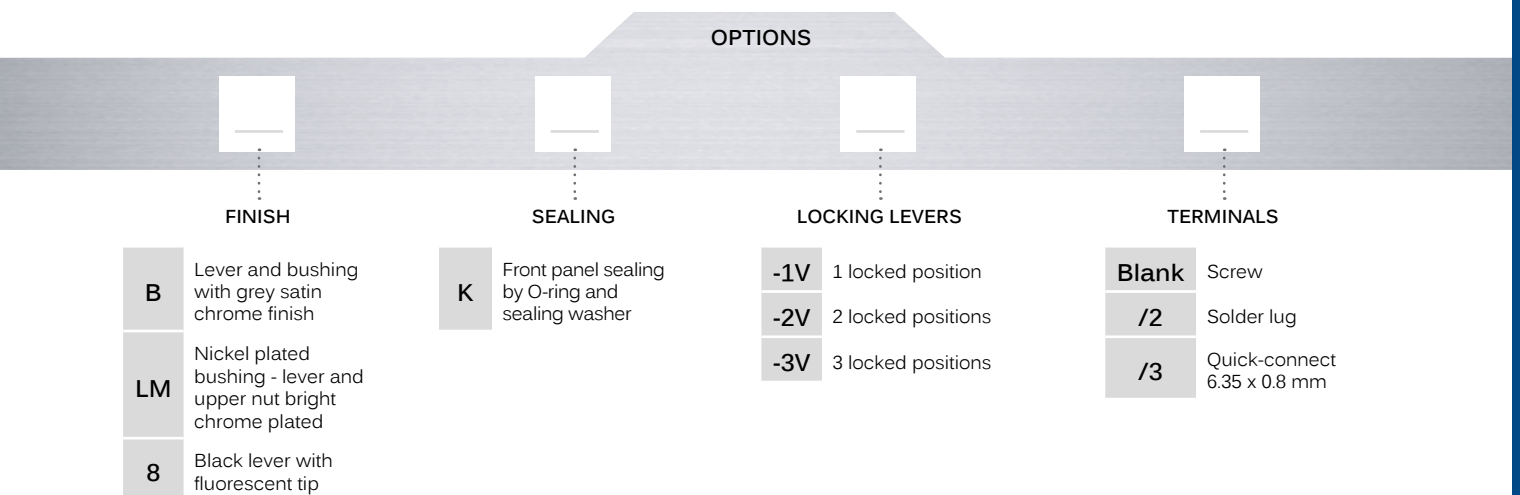 OPTIONS
FINISH
B
Lever and bushing
with grey satin
chrome finish
LM
Nickel plated
bushing - lever and
upper nut bright
chrome plated
8
Black lever with
fluorescent tip
SEALING
K
Front panel sealing
by O-ring and
sealing washer
LOCKING LEVERS
-1V 1 locked position
-2V 2 locked positions
-3V 3 locked positions
TERMINALS
Blank Screw
/2 Solder lug
/3
Quick-connect
6.35 x 0.8 mm